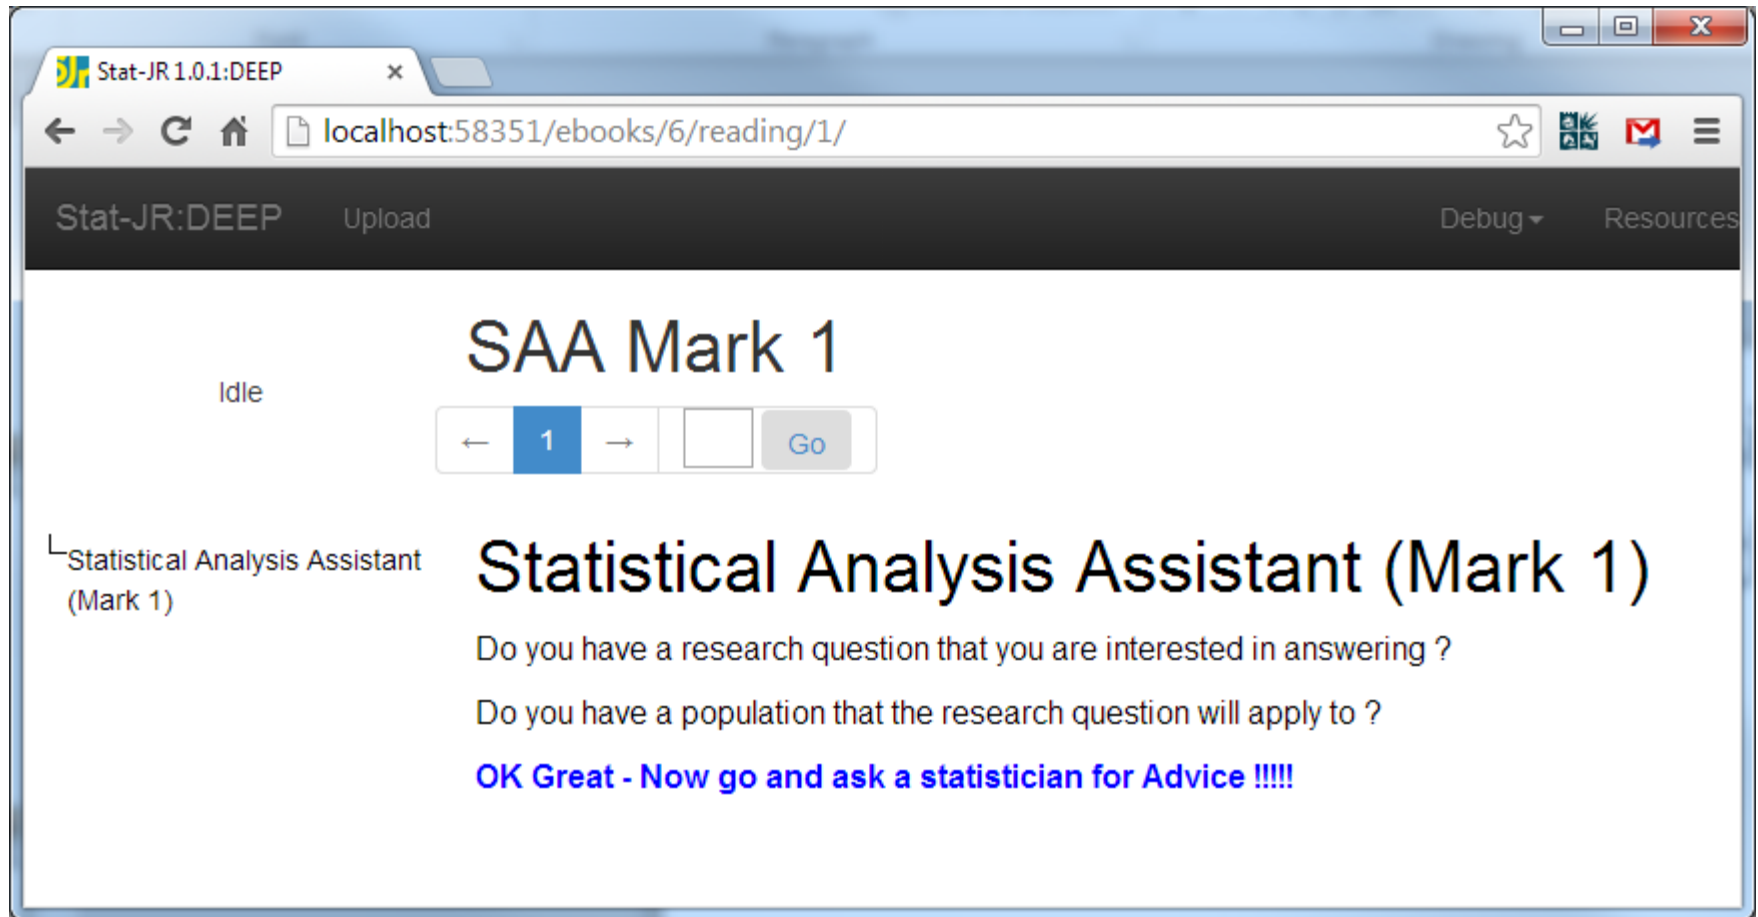 Stat-JR 1.0.1:DEEP
localhost:58351/ebooks/6/reading/1/
Stat-JR:DEEP Upload Debug Resources
SAA Mark 1
Idle
← 1 → Go
Statistical Analysis Assistant
(Mark 1)
Statistical Analysis Assistant (Mark 1)
Do you have a research question that you are interested in answering ?
Do you have a population that the research question will apply to ?
OK Great - Now go and ask a statistician for Advice !!!!!